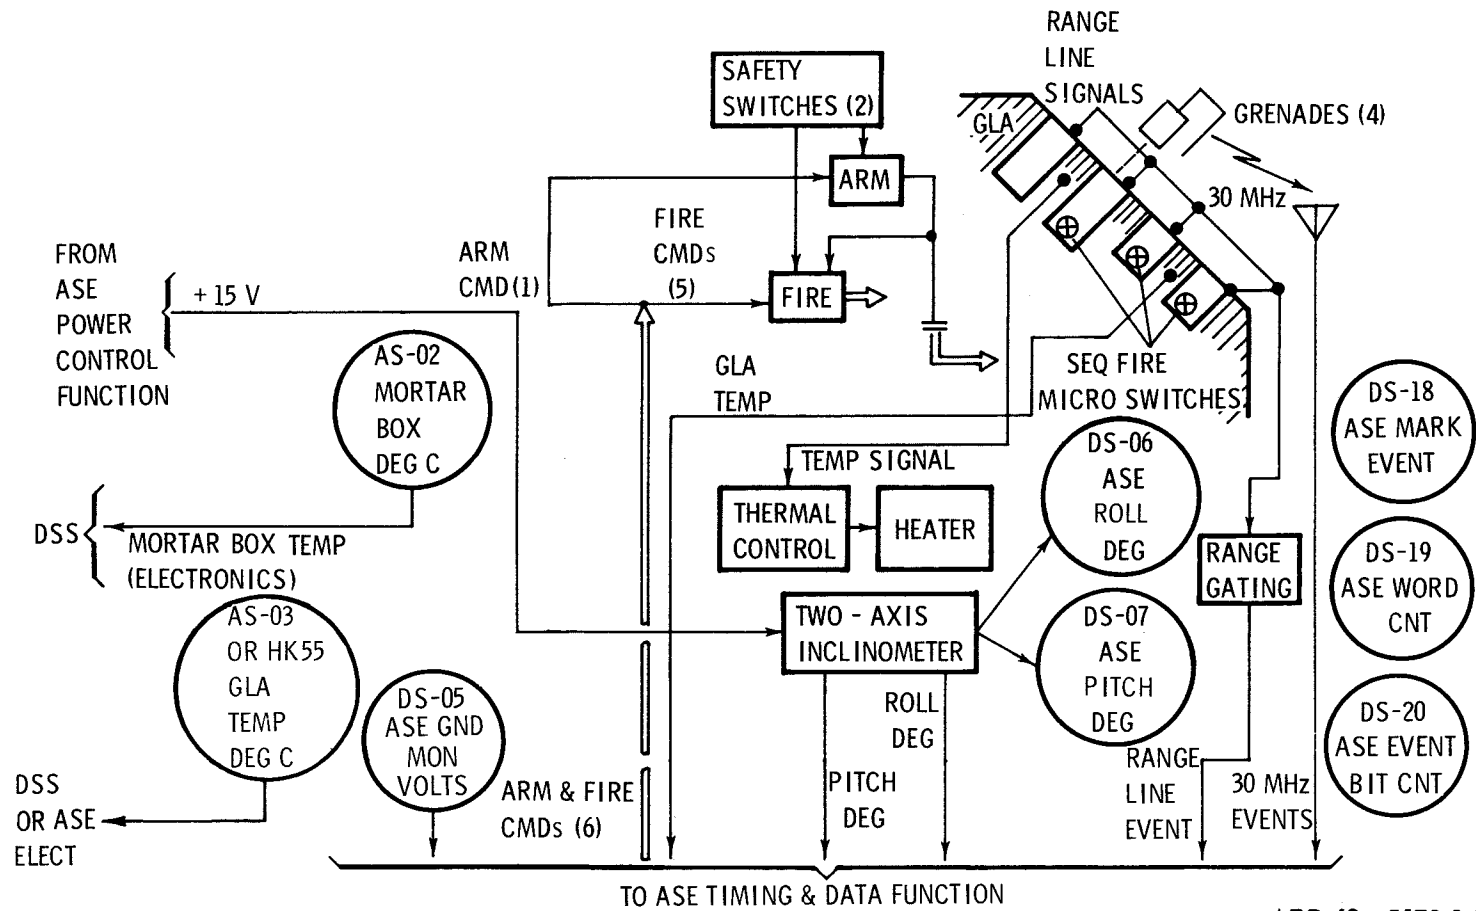 RANGE
LINE
SIGNALS
SAFETY
SWITCHES (2)
GLA
GRENADES (4)
ARM
30 MHz
FROM
ASE
POWER
CONTROL
FUNCTION
+ 15 V
ARM
CMD(1)
FIRE
CMDs
(5)
FIRE
AS-02
MORTAR
BOX
DEG C
GLA
TEMP
SEQ FIRE
MICRO SWITCHES
DS-18
ASE MARK
EVENT
TEMP SIGNAL
DS-06
ASE
ROLL
DEG
DSS
MORTAR BOX TEMP
(ELECTRONICS)
THERMAL
CONTROL
HEATER
RANGE
GATING
DS-19
ASE WORD
CNT
AS-03
OR HK55
GLA
TEMP
DEG C
TWO - AXIS
INCLINOMETER
DS-07
ASE
PITCH
DEG
DS-05
ASE GND
MON
VOLTS
ROLL
DEG
DS-20
ASE EVENT
BIT CNT
DSS
OR ASE
ELECT
ARM & FIRE
CMDs (6)
PITCH
DEG
RANGE
LINE
EVENT
30 MHz
EVENTS
TO ASE TIMING & DATA FUNCTION